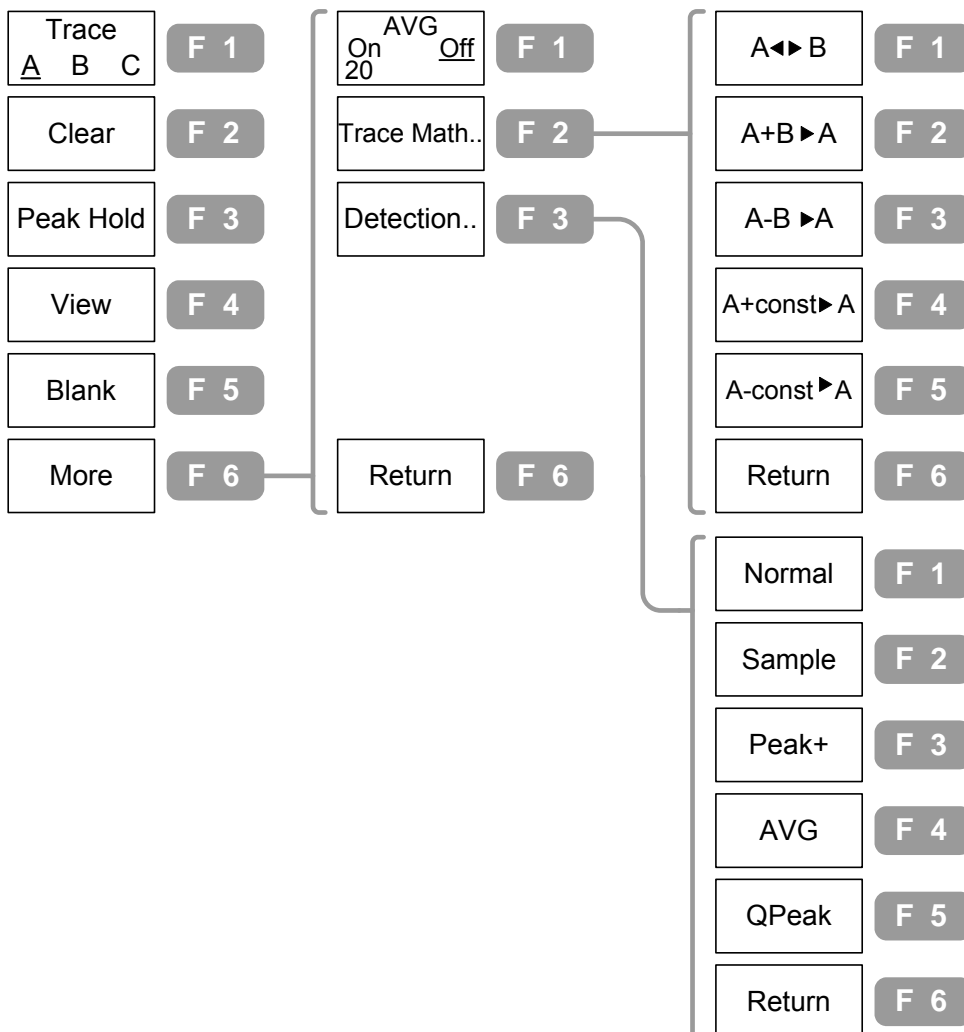 Trace
A B C
F 1
Clear
F 2
Peak Hold
F 3
View
F 4
Blank
F 5
More
F 6
AVG
On Off
20
F 1
Trace Math..
F 2
Detection..
F 3
Return
F 6
A◄► B
F 1
A+B►A
F 2
A-B ►A
F 3
A+const► A
F 4
A-const►A
F 5
Return
F 6
Normal
F 1
Sample
F 2
Peak+
F 3
AVG
F 4
QPeak
F 5
Return
F 6